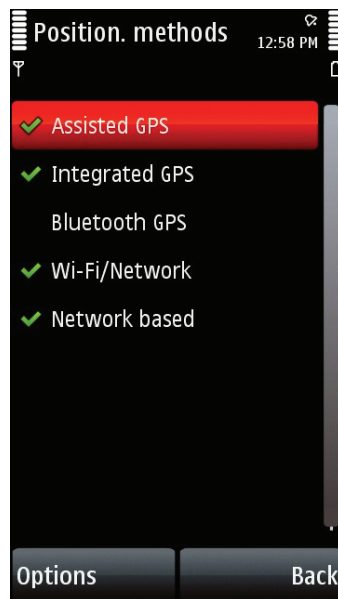 Position. methods
12:58 PM
Assisted GPS
Integrated GPS
Bluetooth GPS
Wi-Fi/Network
Network based
Options
Back